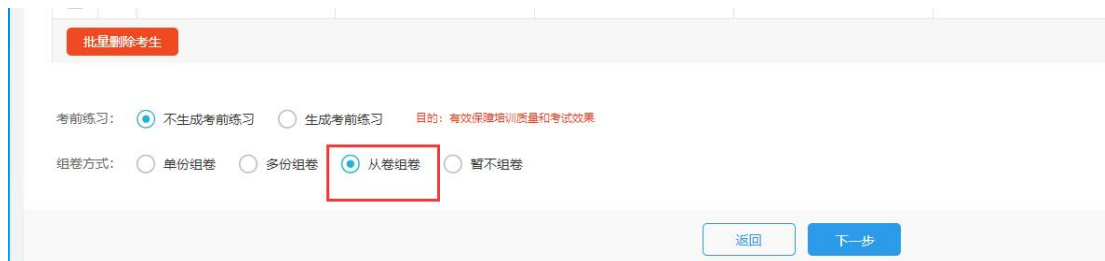 批量删除考生
考前练习： 不生成考前练习 生成考前练习 目的：有效保障培训质量和考试效果
组卷方式： 单份组卷 多份组卷 从卷组卷 暂不组卷
返回 下一步